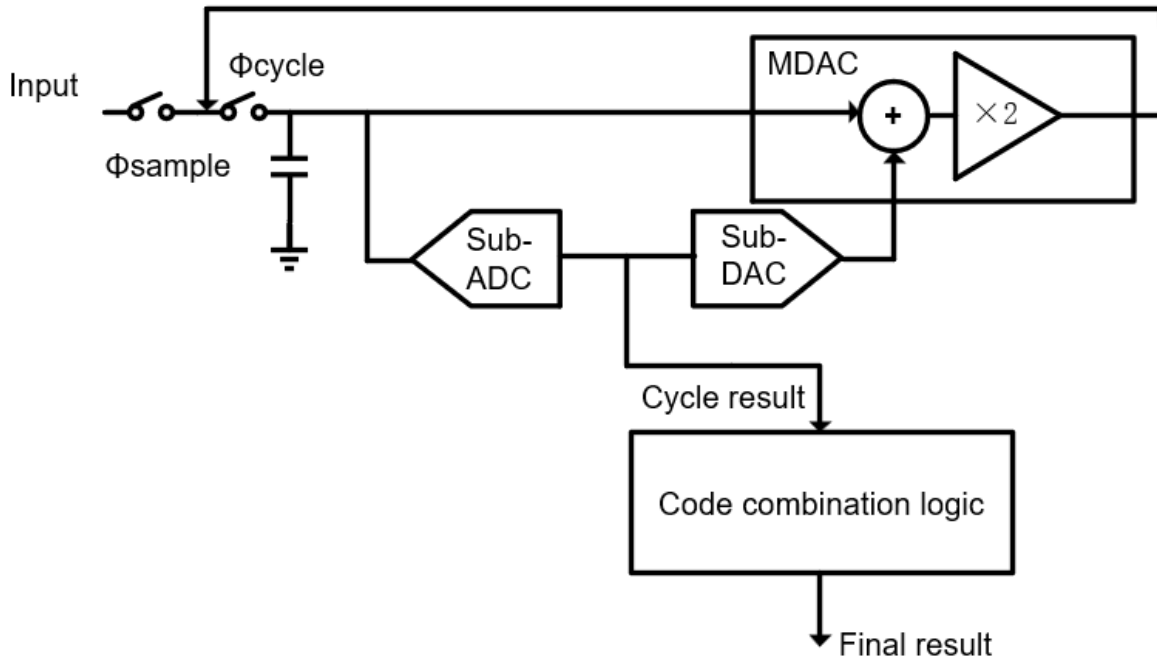 Input
Φcycle
Φsample
MDAC
+
×2
Sub-
ADC
Sub-
DAC
Cycle result
Code combination logic
Final result